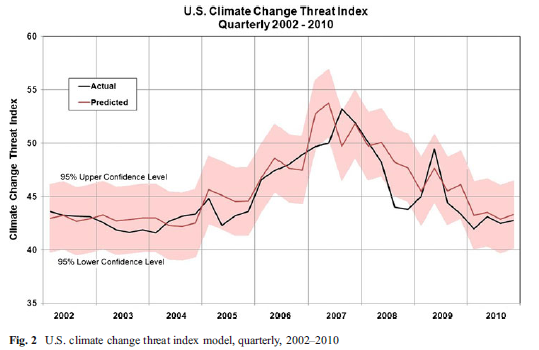 U.S. Climate Change Threat Index
Quarterly 2002 - 2010
60
55
50
45
40
35
Climate Change Threat Index
Actual
Predicted
95% Upper Confidence Level
95% Lower Confidence Level
2002 2003 2004 2005 2006 2007 2008 2009 2010
Fig. 2 U.S. climate change threat index model, quarterly, 2002–2010